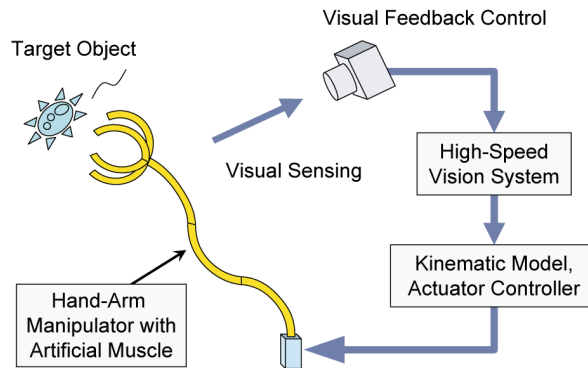 Visual Feedback Control
Target Object
Visual Sensing
High-Speed
Vision System
Kinematic Model,
Actuator Controller
Hand-Arm
Manipulator with
Artificial Muscle